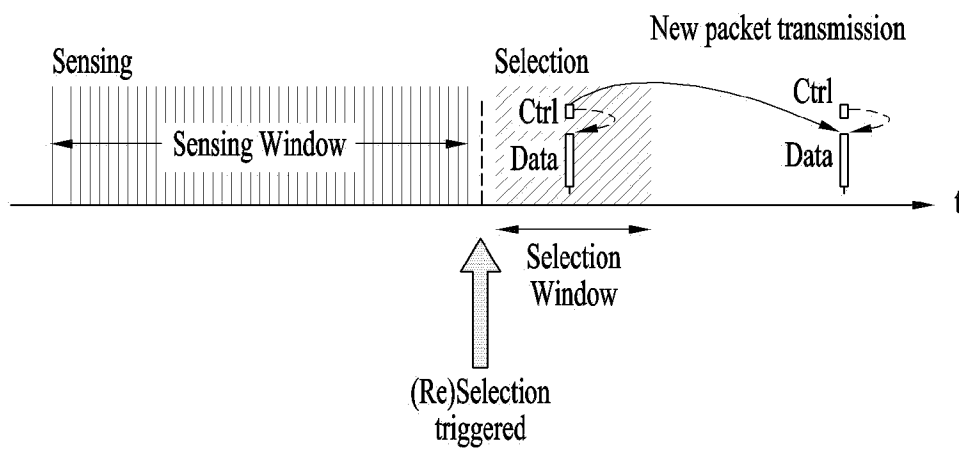 New packet transmission
Sensing
Selection
Ctrl
Ctrl
Sensing Window
Data
Data
t
Selection
Window
(Re)Selection
triggered